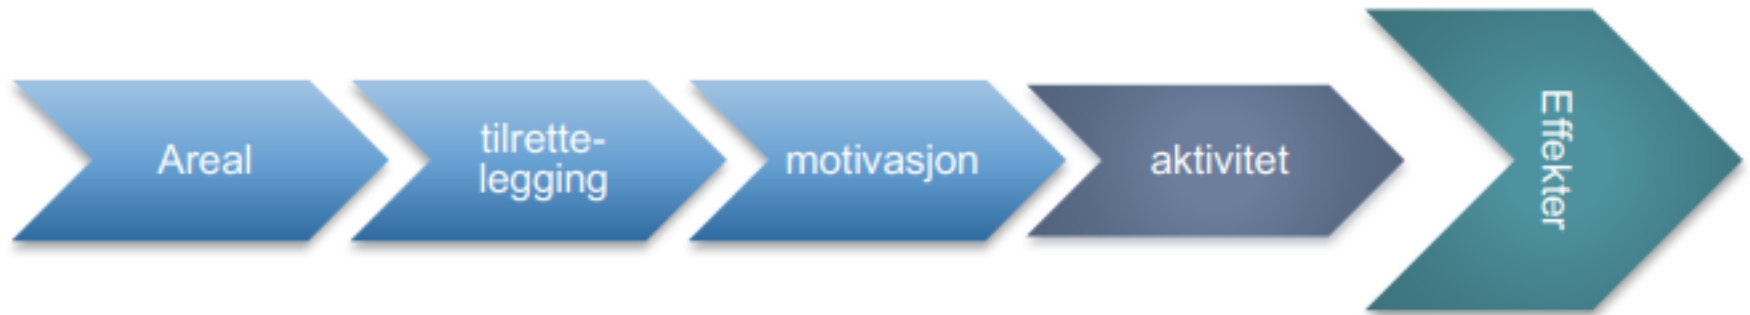 Areal
tilrette-
legging
motivasjon
aktivitet
Effekter